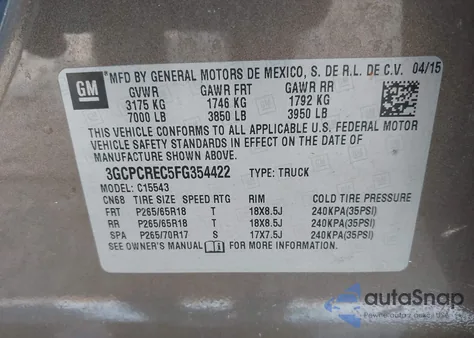 GM
MFD BY GENERAL MOTORS DE MEXICO, S. DE R.L. DE C.V. 04/15
GVWR GAWR FRT GAWR RR
3175 KG 1746 KG 1792 KG
7000 LB 3850 LB 3950 LB
THIS VEHICLE CONFORMS TO ALL APPLICABLE U.S. FEDERAL MOTOR
VEHICLE SAFETY STANDARDS IN EFFECT ON THE DATE OF
MANUFACTURE SHOWN ABOVE.
3GCPCREC5FG354422 TYPE: TRUCK
MODEL: C15543
CN68 TIRE SIZE SPEED RTG RIM COLD TIRE PRESSURE
FRT P265/65R18 T 18X8.5J 240KPA(35PSI)
RR P265/65R18 T 18X8.5J 240KPA(35PSI)
SPA P265/70R17 S 17X7.5J 240KPA(35PSI)
SEE OWNER'S MANUAL FOR MORE INFORMATION
autoSnap